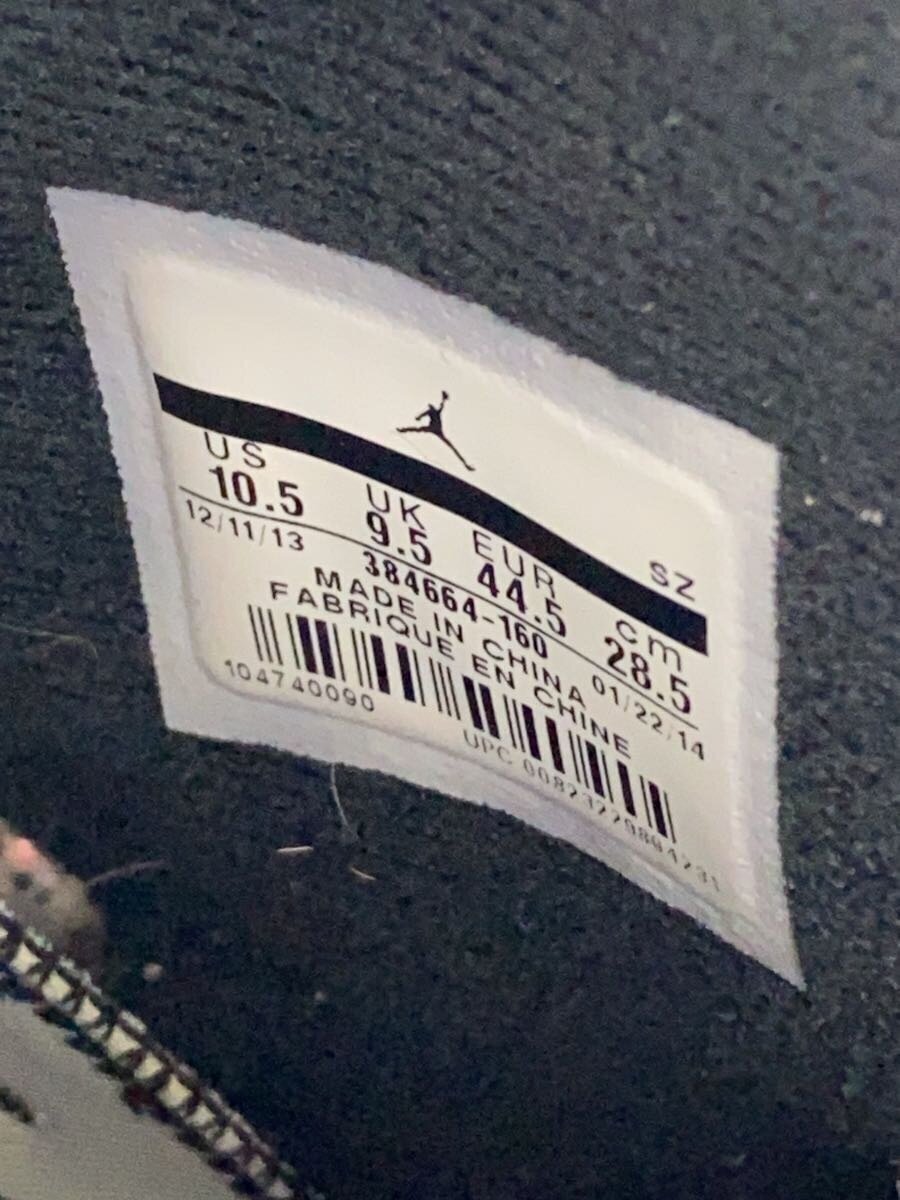 SZ
US UK EUR cm
10.5 9.5 44.5 28.5
12/11/13 384664-160 01/22/14
MADE IN CHINA
FABRIQUE EN CHINE
104740090
UPC